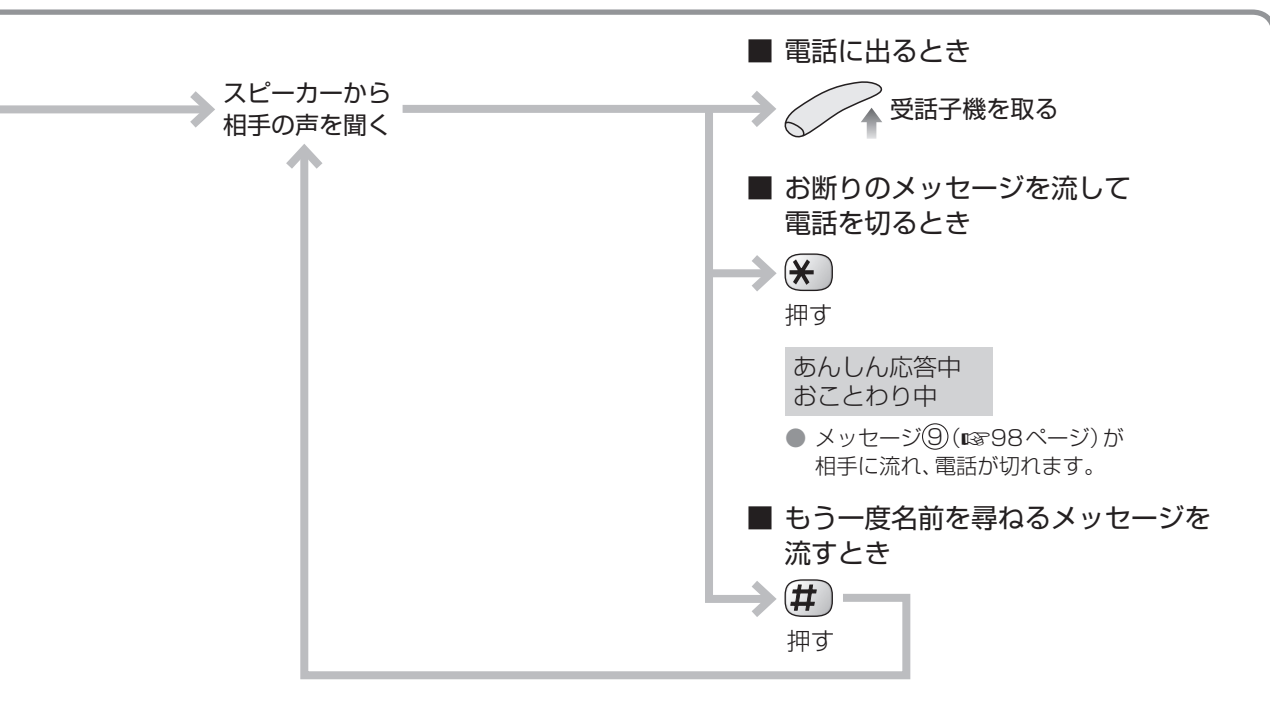 スピーカーから
相手の声を聞く
■ 電話に出るとき
受話子機を取る
■ お断りのメッセージを流して
電話を切るとき
＊
押す
あんしん応答中
おことわり中
● メッセージ⑨(☞98ページ)が
相手に流れ、電話が切れます。
■ もう一度名前を尋ねるメッセージを
流すとき
#
押す